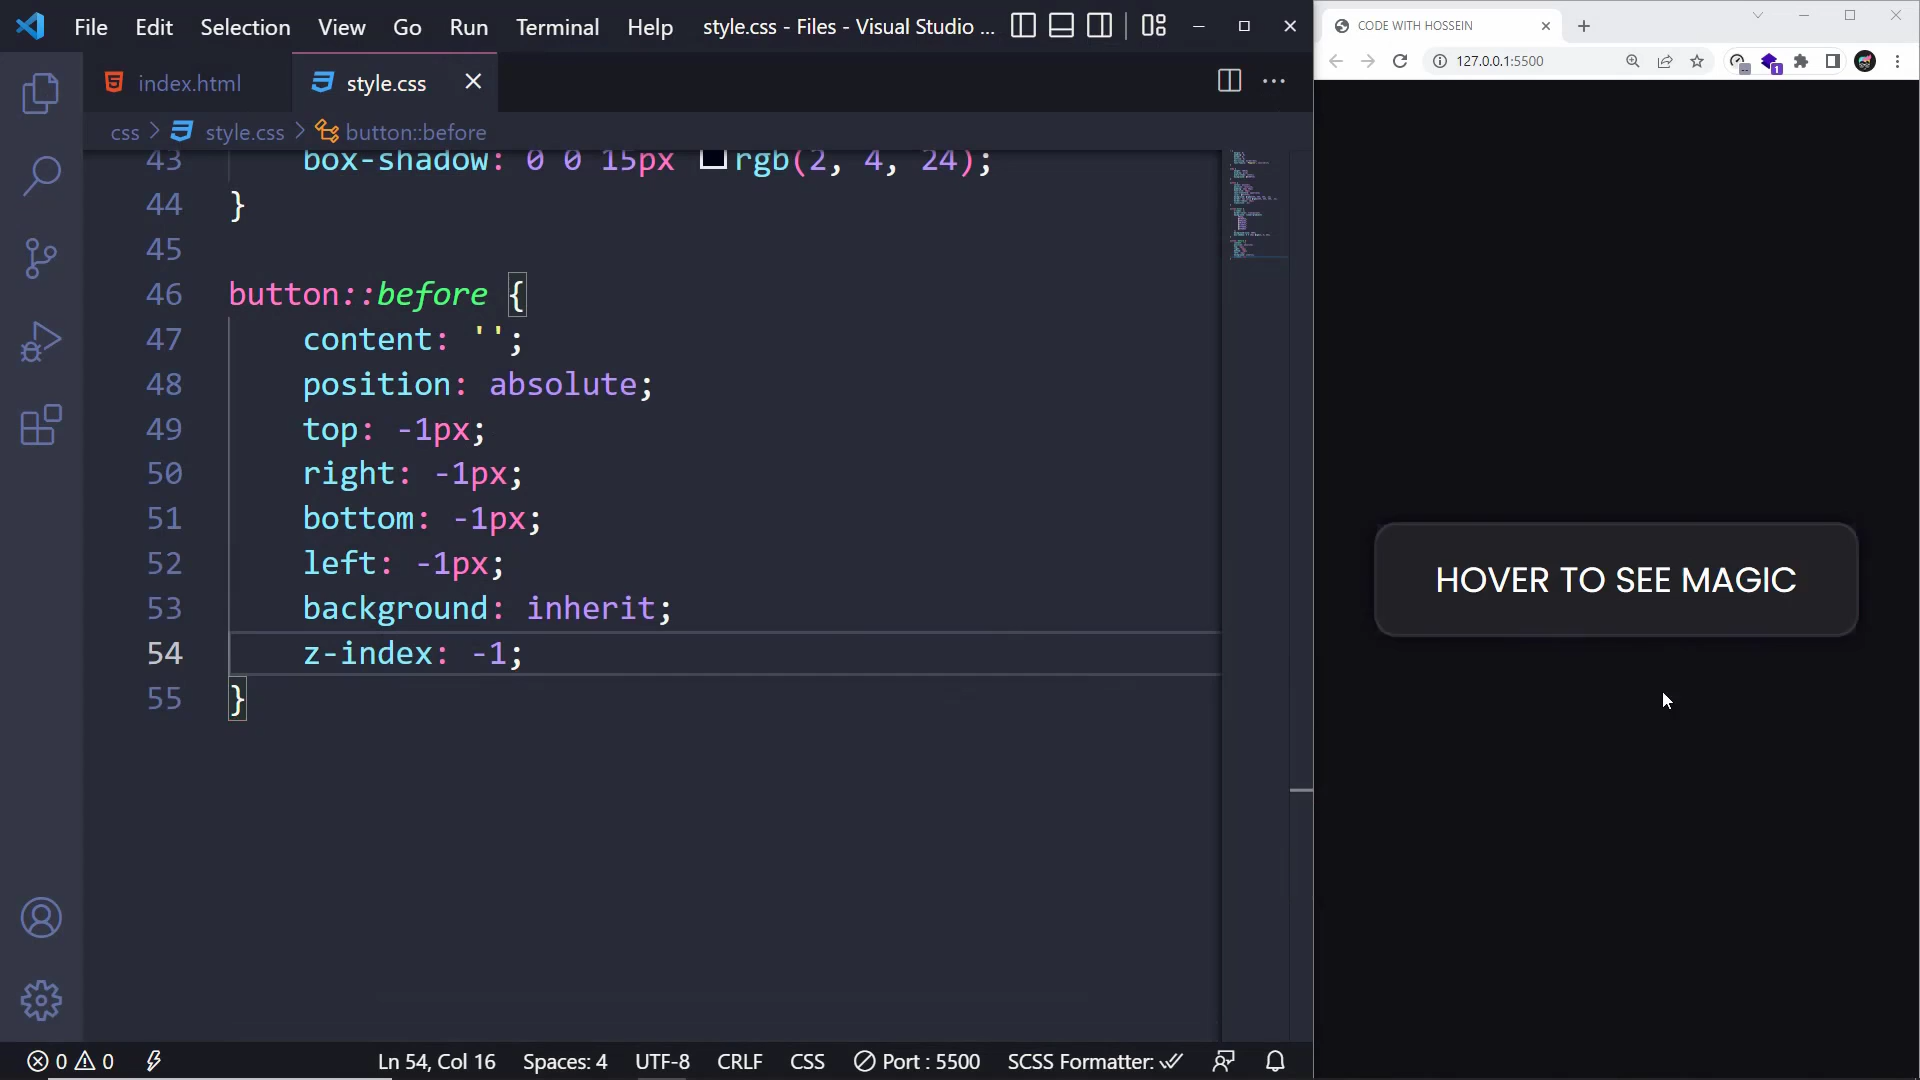 File Edit Selection View Go Run Terminal Help style.css - Files - Visual Studio ...
index.html style.css
css > style.css > button::before
43 box-shadow: 0 0 15px rgb(2, 4, 24);
44 }
45
46 button::before {
47 content: '';
48 position: absolute;
49 top: -1px;
50 right: -1px;
51 bottom: -1px;
52 left: -1px;
53 background: inherit;
54 z-index: -1;
55 }
0 0 Ln 54, Col 16 Spaces: 4 UTF-8 CRLF CSS Port : 5500 SCSS Formatter:
CODE WITH HOSSEIN
127.0.0.1:5500
1
HOVER TO SEE MAGIC